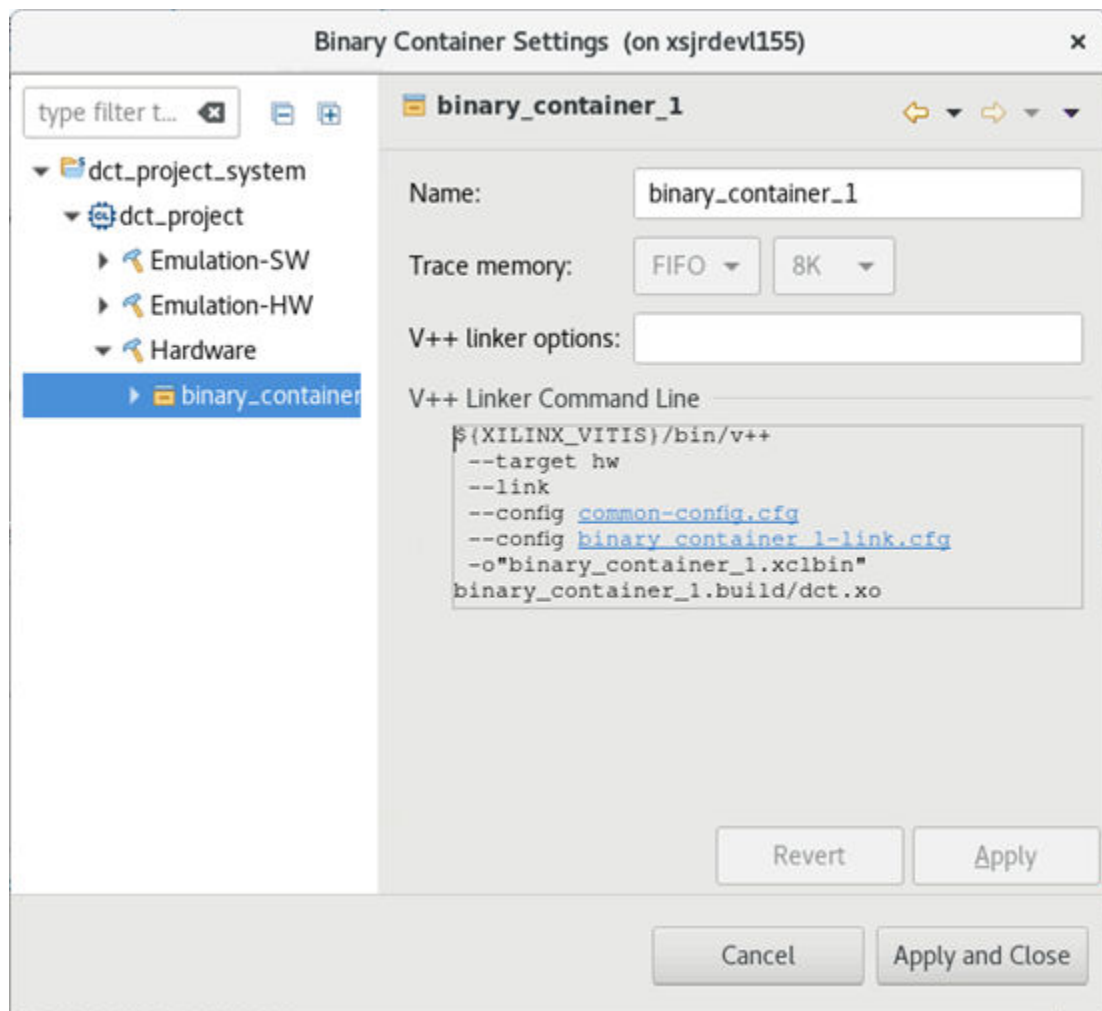 Binary Container Settings (on xsjrdevl155)
type filter t...
binary_container_1
dct_project_system
Name: binary_container_1
dct_project
Emulation-SW
Trace memory: FIFO 8K
Emulation-HW
V++ linker options:
Hardware
binary_container
V++ Linker Command Line
${XILINX_VITIS}/bin/v++
--target hw
--link
--config common-config.cfg
--config binary_container_1-link.cfg
-o"binary_container_1.xclbin"
binary_container_1.build/dct.xo
Revert Apply
Cancel Apply and Close